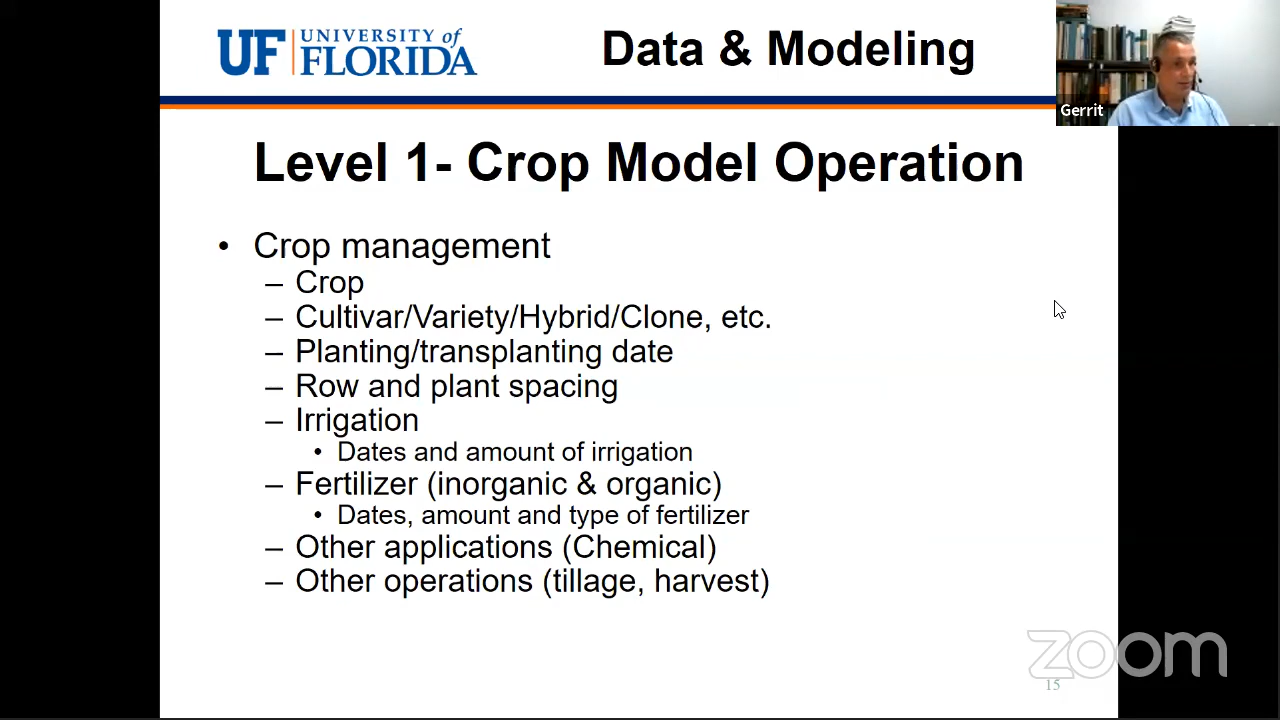 UF UNIVERSITY of FLORIDA
Data & Modeling
Gerrit
Level 1- Crop Model Operation
• Crop management
– Crop
– Cultivar/Variety/Hybrid/Clone, etc.
– Planting/transplanting date
– Row and plant spacing
– Irrigation
• Dates and amount of irrigation
– Fertilizer (inorganic & organic)
• Dates, amount and type of fertilizer
– Other applications (Chemical)
– Other operations (tillage, harvest)
zoom
15